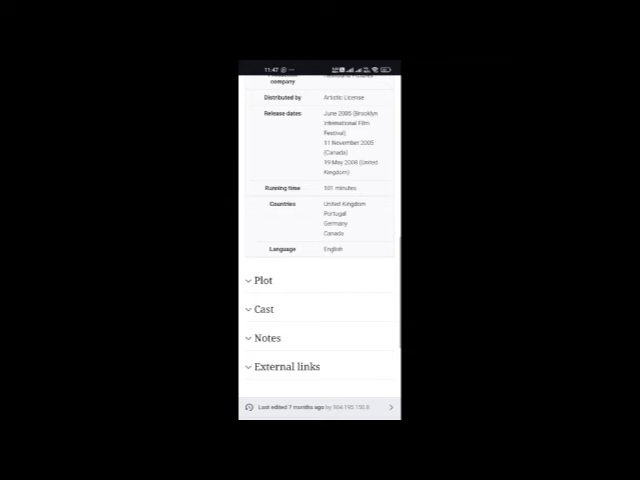 11:47
company
Distributed by Artistic License
Release dates June 2005 (Brooklyn
International Film
Festival)
11 November 2005
(Canada)
19 May 2006 (United
Kingdom)
Running time 101 minutes
Countries United Kingdom
Portugal
Germany
Canada
Language English
Plot
Cast
Notes
External links
Last edited 7 months ago by